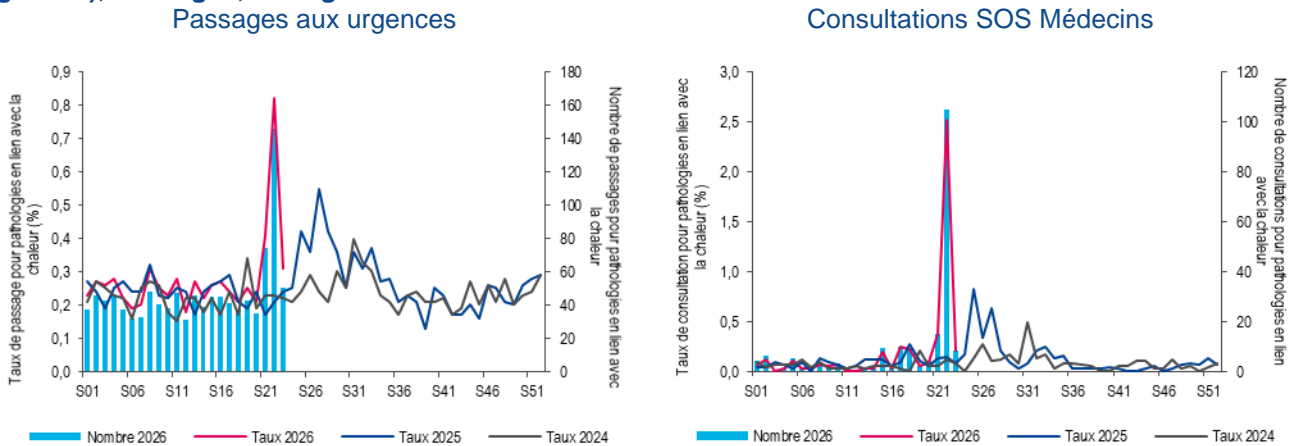 Passages aux urgences
Taux de passage pour pathologies en lien avec la
chaleur (%)
0,9
0,8
0,7
0,6
0,5
0,4
0,3
0,2
0,1
0,0
180
160
140
120
100
80
60
40
20
0
Nombre de passages pour pathologies en lien avec
la chaleur
S01 S06 S11 S16 S21 S26 S31 S36 S41 S46 S51
Nombre 2026 Taux 2026 Taux 2025 Taux 2024
Consultations SOS Médecins
Taux de consultation pour pathologies en lien avec
la chaleur (%)
3,0
2,5
2,0
1,5
1,0
0,5
0,0
120
100
80
60
40
20
0
Nombre de consultations pour pathologies en lien
avec la chaleur
S01 S06 S11 S16 S21 S26 S31 S36 S41 S46 S51
Nombre 2026 Taux 2026 Taux 2025 Taux 2024